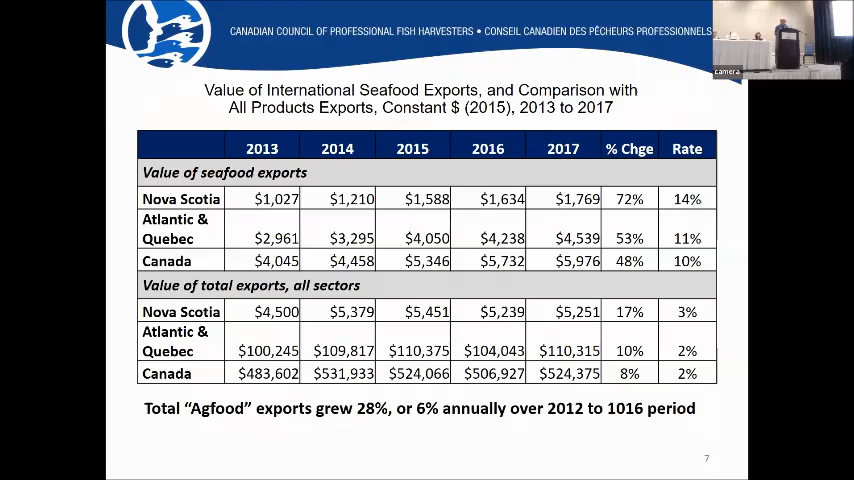 CANADIAN COUNCIL OF PROFESSIONAL FISH HARVESTERS • CONSEIL CANADIEN DES PÊCHEURS PROFESSIONNELS
camera
Value of International Seafood Exports, and Comparison with
All Products Exports, Constant $ (2015), 2013 to 2017
2013 2014 2015 2016 2017 % Chge Rate
Value of seafood exports
Nova Scotia $1,027 $1,210 $1,588 $1,634 $1,769 72% 14%
Atlantic &
Quebec $2,961 $3,295 $4,050 $4,238 $4,539 53% 11%
Canada $4,045 $4,458 $5,346 $5,732 $5,976 48% 10%
Value of total exports, all sectors
Nova Scotia $4,500 $5,379 $5,451 $5,239 $5,251 17% 3%
Atlantic &
Quebec $100,245 $109,817 $110,375 $104,043 $110,315 10% 2%
Canada $483,602 $531,933 $524,066 $506,927 $524,375 8% 2%
Total “Agfood” exports grew 28%, or 6% annually over 2012 to 1016 period
7